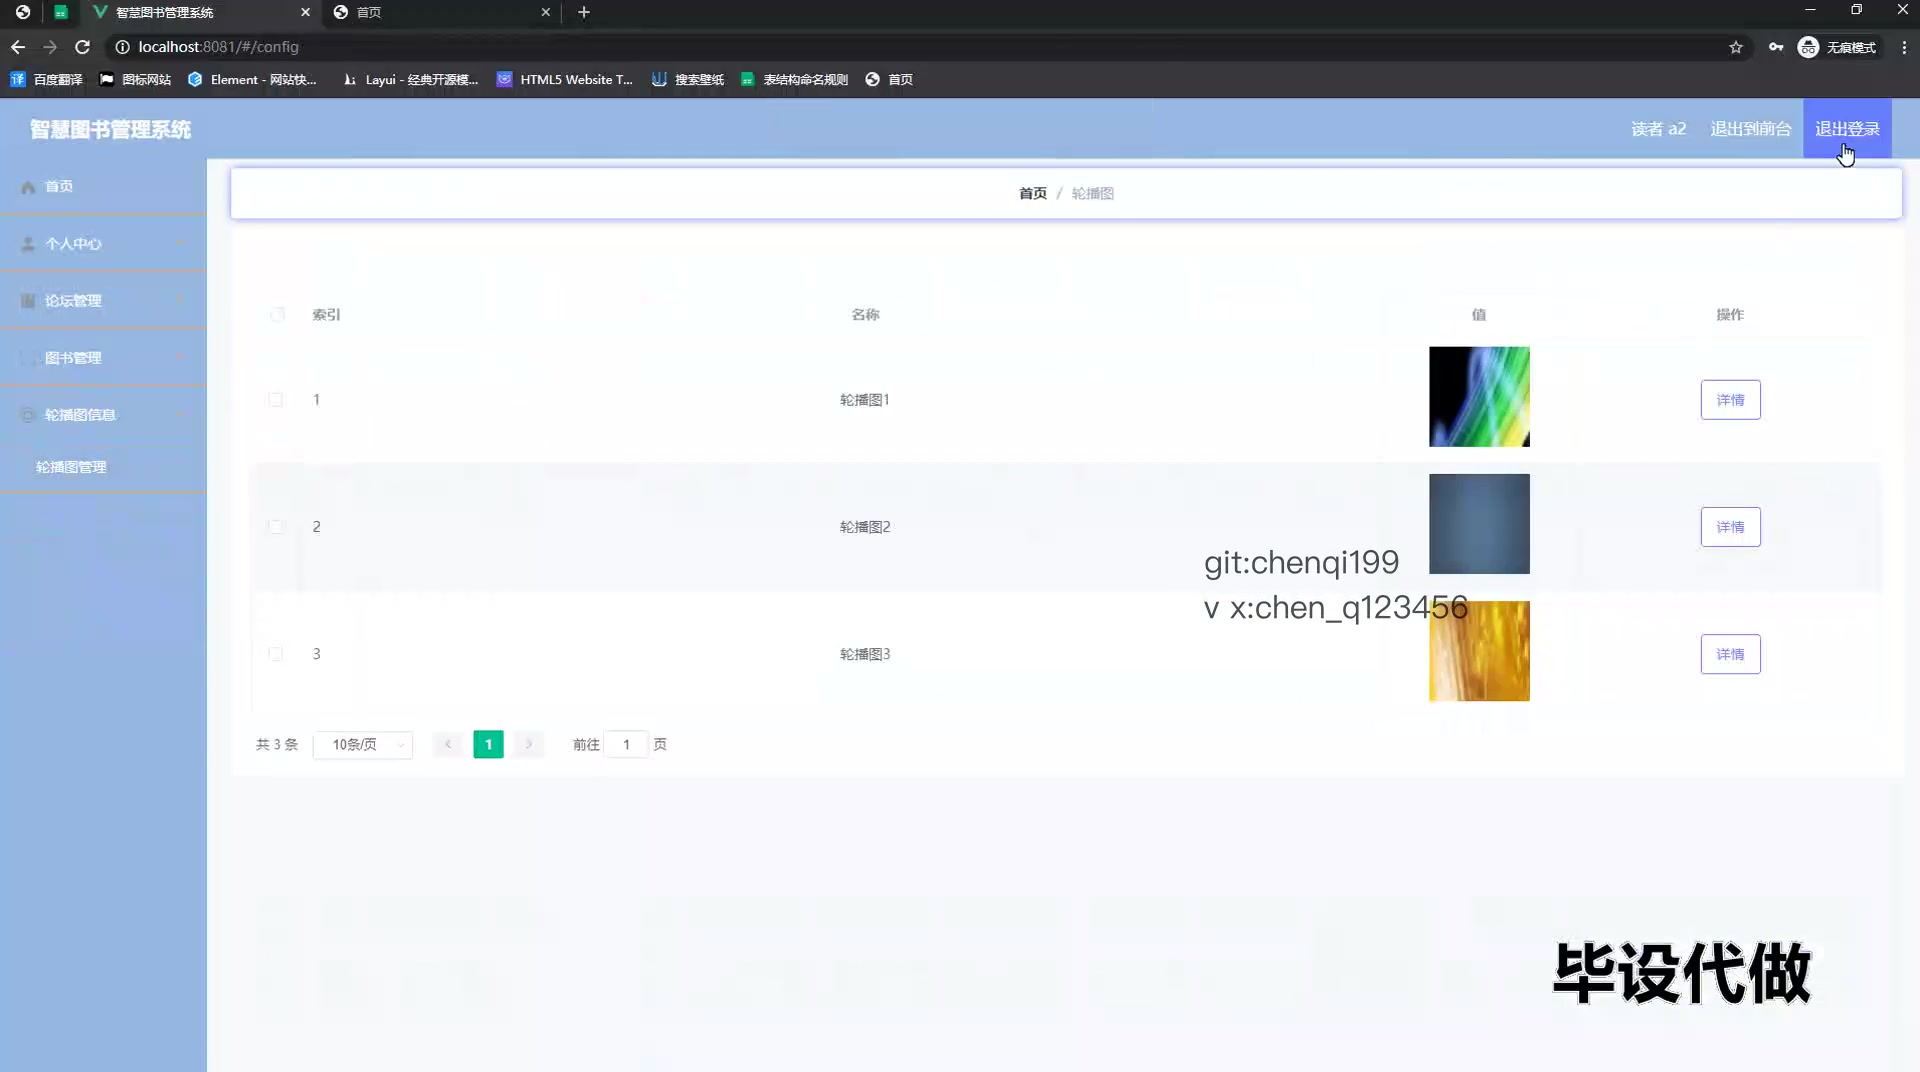 智慧图书管理系统
首页
localhost:8081/#/config
无痕模式
百度翻译
图标网站
Element - 网站快...
Layui - 经典开源模...
HTML5 Website T...
搜索壁纸
表结构命名规则
首页
智慧图书管理系统
读者 a2
退出到前台
退出登录
首页
个人中心
论坛管理
图书管理
轮播图信息
轮播图管理
首页 / 轮播图
索引 名称 值 操作
1 轮播图1 详情
2 轮播图2 详情
git:chenqi199
v x:chen_q123456
3 轮播图3 详情
共 3 条 10条/页 1 前往 1 页
毕设代做